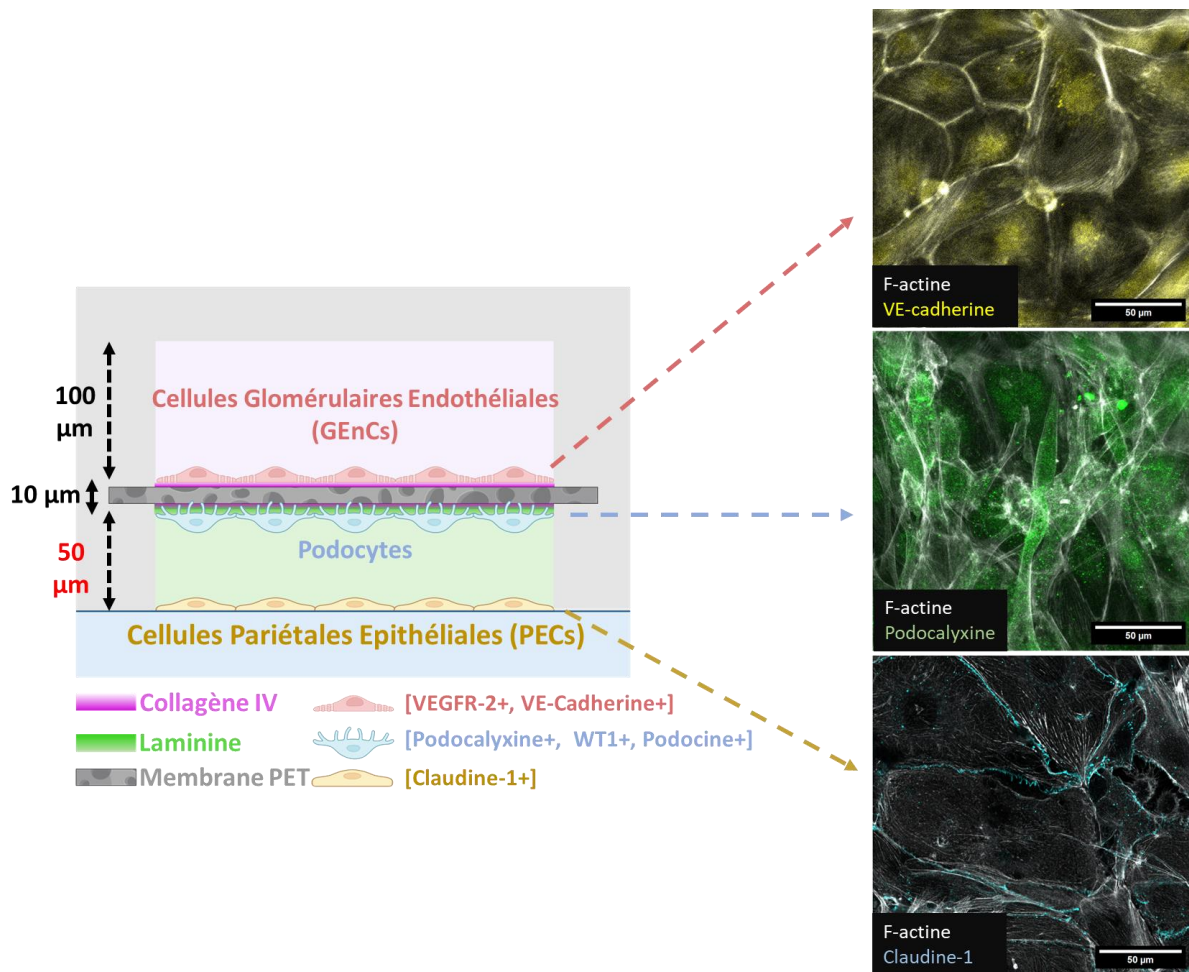 100
µm
10 µm
50
µm
Cellules Glomérulaires Endothéliales
(GEnCs)
Podocytes
Cellules Pariétales Epithéliales (PECs)
Collagène IV
[VEGFR-2+, VE-Cadherine+]
Laminine
[Podocalyxine+, WT1+, Podocine+]
Membrane PET
[Claudine-1+]
F-actine
VE-cadherine
50 µm
F-actine
Podocalyxine
50 µm
F-actine
Claudine-1
50 µm